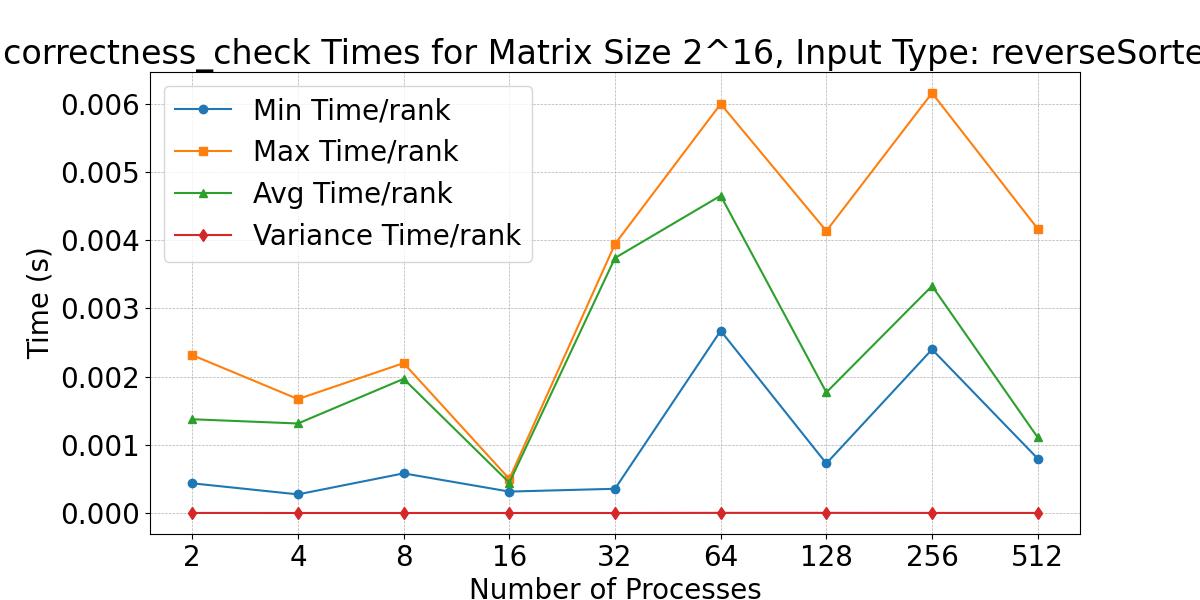 correctness_check Times for Matrix Size 2^16, Input Type: reverseSorte
0.006
0.005
0.004
0.003
0.002
0.001
0.000
Time (s)
Min Time/rank
Max Time/rank
Avg Time/rank
Variance Time/rank
2 4 8 16 32 64 128 256 512
Number of Processes